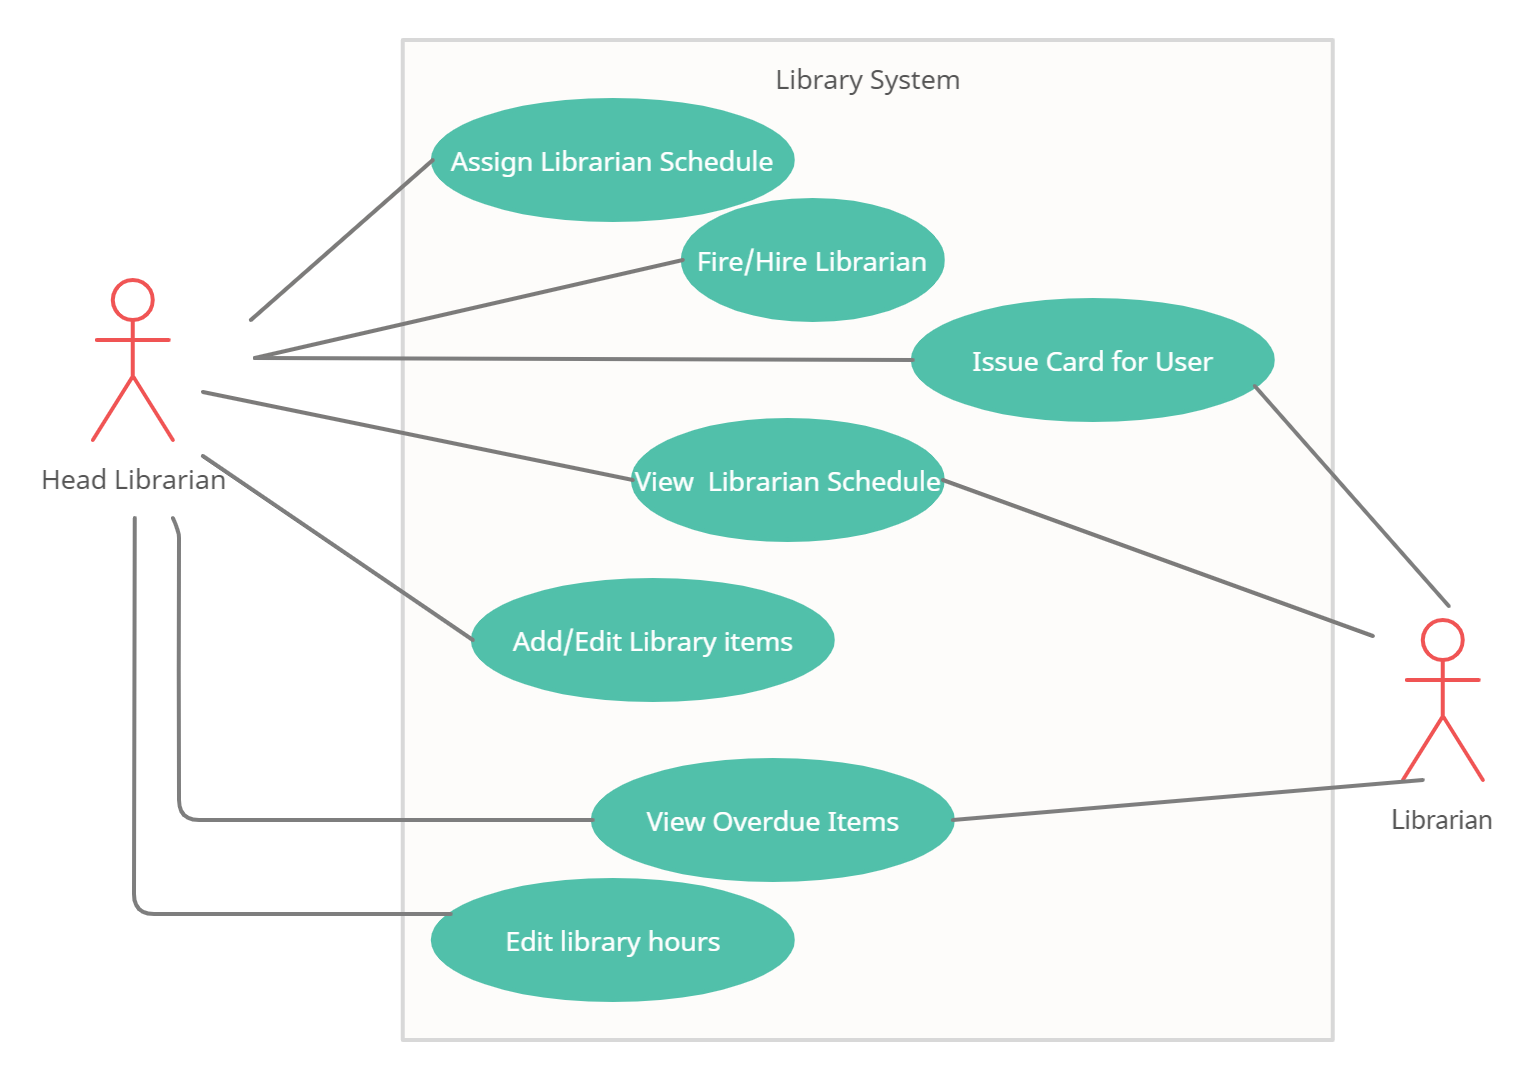 Library System
Assign Librarian Schedule
Fire/Hire Librarian
Issue Card for User
Head Librarian
View  Librarian Schedule
Add/Edit Library items
View Overdue Items
Librarian
Edit library hours